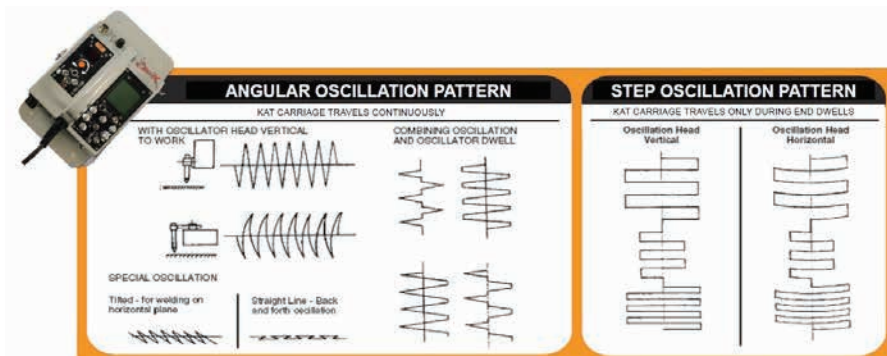 ANGULAR OSCILLATION PATTERN
KAT CARRIAGE TRAVELS CONTINUOUSLY
WITH OSCILLATOR HEAD VERTICAL
TO WORK
COMBINING OSCILLATION
AND OSCILLATOR DWELL
SPECIAL OSCILLATION
Tilted - for welding on
horizontal plane
Straight Line - Back
and forth oscillation
STEP OSCILLATION PATTERN
KAT CARRIAGE TRAVELS ONLY DURING END DWELLS
Oscillation Head
Vertical
Oscillation Head
Horizontal